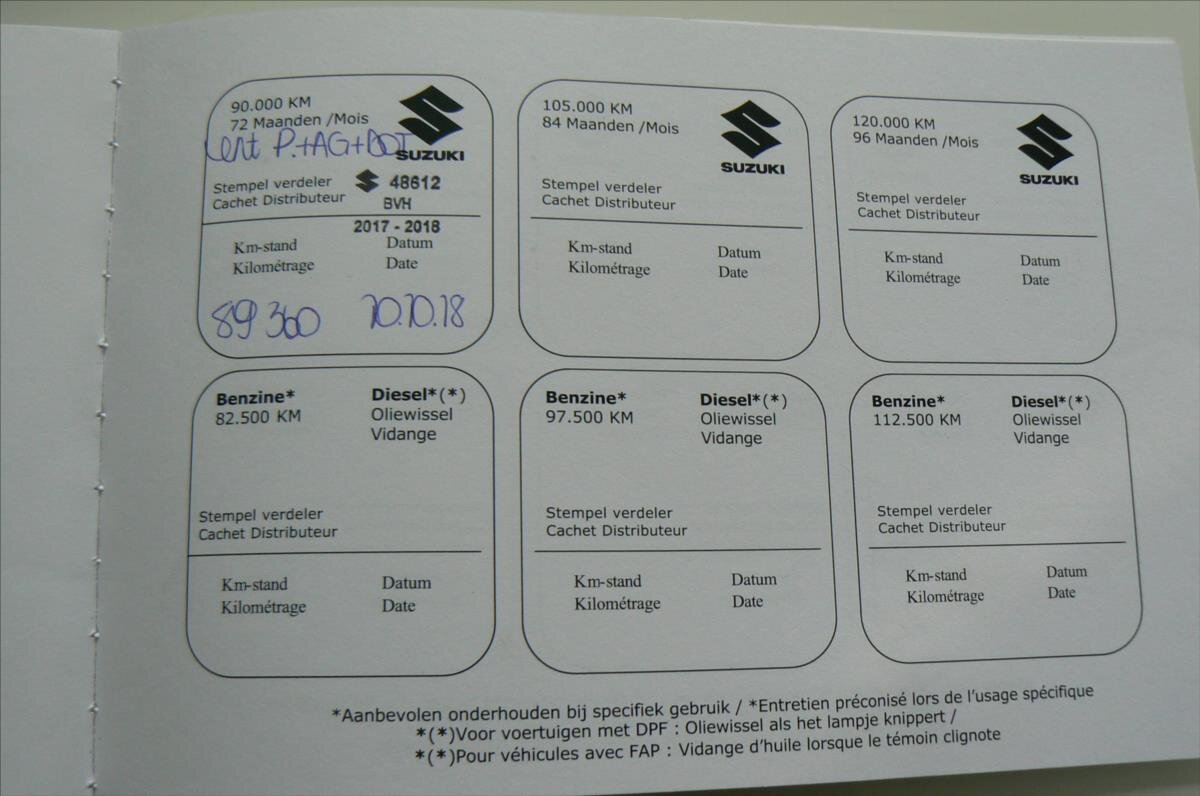 90.000 KM
72 Maanden /Mois
P.+AG+
SUZUKI
Stempel verdeler
Cachet Distributeur
48612
BVH
2017 - 2018
Km-stand Datum
Kilométrage Date
89360 10.10.18
105.000 KM
84 Maanden /Mois
SUZUKI
Stempel verdeler
Cachet Distributeur
Km-stand Datum
Kilométrage Date
120.000 KM
96 Maanden /Mois
SUZUKI
Stempel verdeler
Cachet Distributeur
Km-stand Datum
Kilométrage Date
Benzine* Diesel*(*)
82.500 KM Oliewissel
Vidange
Stempel verdeler
Cachet Distributeur
Km-stand Datum
Kilométrage Date
Benzine* Diesel*(*)
97.500 KM Oliewissel
Vidange
Stempel verdeler
Cachet Distributeur
Km-stand Datum
Kilométrage Date
Benzine* Diesel*(*)
112.500 KM Oliewissel
Vidange
Stempel verdeler
Cachet Distributeur
Km-stand Datum
Kilométrage Date
*Aanbevolen onderhouden bij specifiek gebruik / *Entretien préconisé lors de l'usage spécifique
*(*)Voor voertuigen met DPF : Oliewissel als het lampje knippert /
*(*)Pour véhicules avec FAP : Vidange d'huile lorsque le témoin clignote